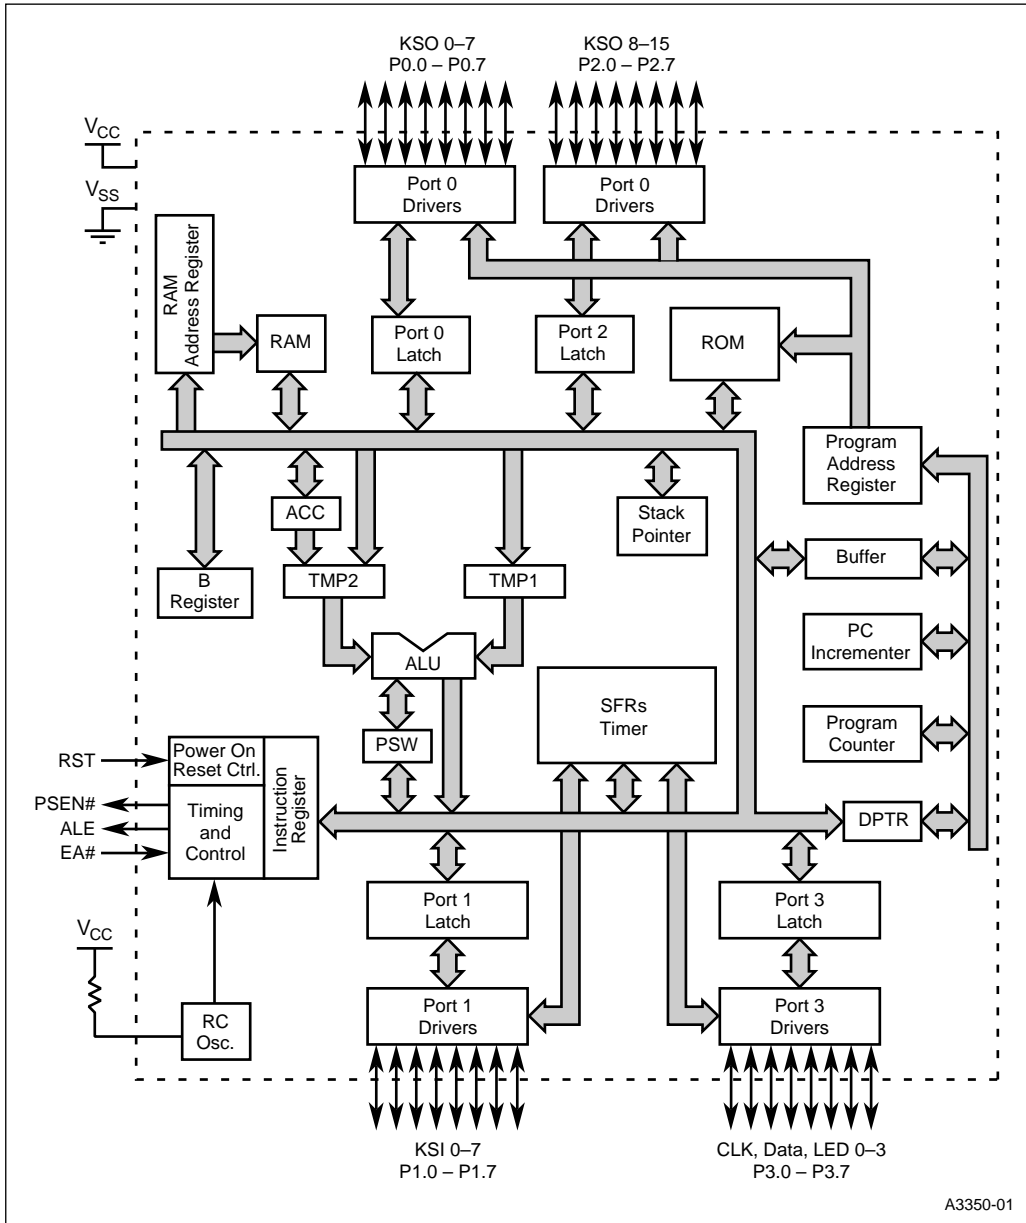 KSO 0–7
P0.0 – P0.7
KSO 8–15
P2.0 – P2.7
VCC
VSS
Port 0
Drivers
Port 0
Drivers
RAM
Address Register
RAM
Port 0
Latch
Port 2
Latch
ROM
Program
Address
Register
ACC
Stack
Pointer
B
Register
TMP2
TMP1
Buffer
ALU
PC
Incrementer
SFRs
Timer
PSW
Program
Counter
RST
PSEN#
ALE
EA#
Power On
Reset Ctrl.
Timing
and
Control
Instruction
Register
DPTR
Port 1
Latch
Port 3
Latch
VCC
RC
Osc.
Port 1
Drivers
Port 3
Drivers
KSI 0–7
P1.0 – P1.7
CLK, Data, LED 0–3
P3.0 – P3.7
A3350-01